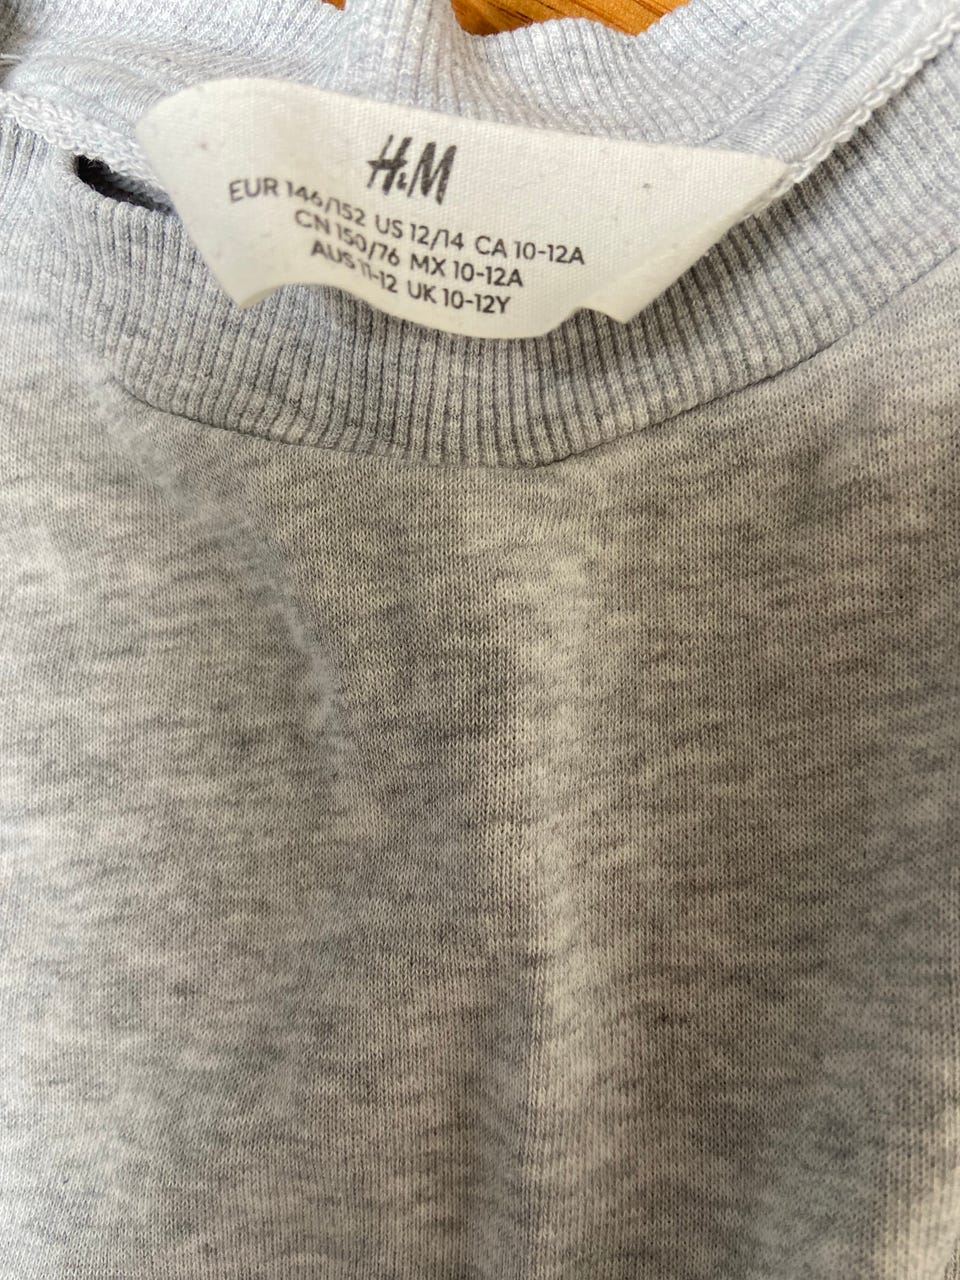 H&M
EUR 146/152 US 12/14 CA 10-12A
CN 150/76 MX 10-12A
AUS 11-12 UK 10-12Y